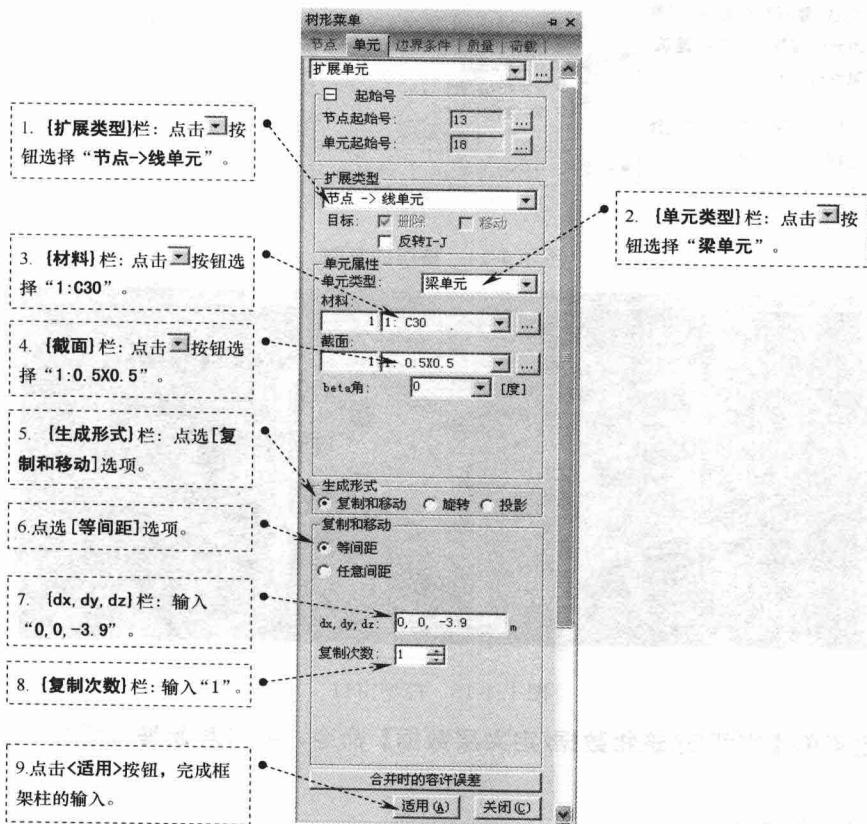 树形菜单
节点 单元 边界条件 质量 荷载
扩展单元
起始号
节点起始号: 13
单元起始号: 18
扩展类型
节点 -> 线单元
目标: 删除 移动
反转I-J
单元属性
单元类型: 梁单元
材料:
1 1: C30
截面:
1 1: 0.5X0.5
beta角: 0 [度]
生成形式
复制和移动 旋转 投影
复制和移动
等间距
任意间距
dx, dy, dz: 0, 0, -3.9 m
复制次数: 1
合并时的容许误差
适用(A) 关闭(C)
1. {扩展类型}栏：点击按
钮选择“节点->线单元”。
2. {单元类型}栏：点击按
钮选择“梁单元”。
3. {材料}栏：点击按钮选
择“1:C30”。
4. {截面}栏：点击按钮选
择“1:0.5X0.5”。
5. {生成形式}栏：点选[复
制和移动]选项。
6.点选[等间距]选项。
7. {dx, dy, dz}栏：输入
“0,0,-3.9”。
8. {复制次数}栏：输入“1”。
9.点击<适用>按钮，完成框
架柱的输入。